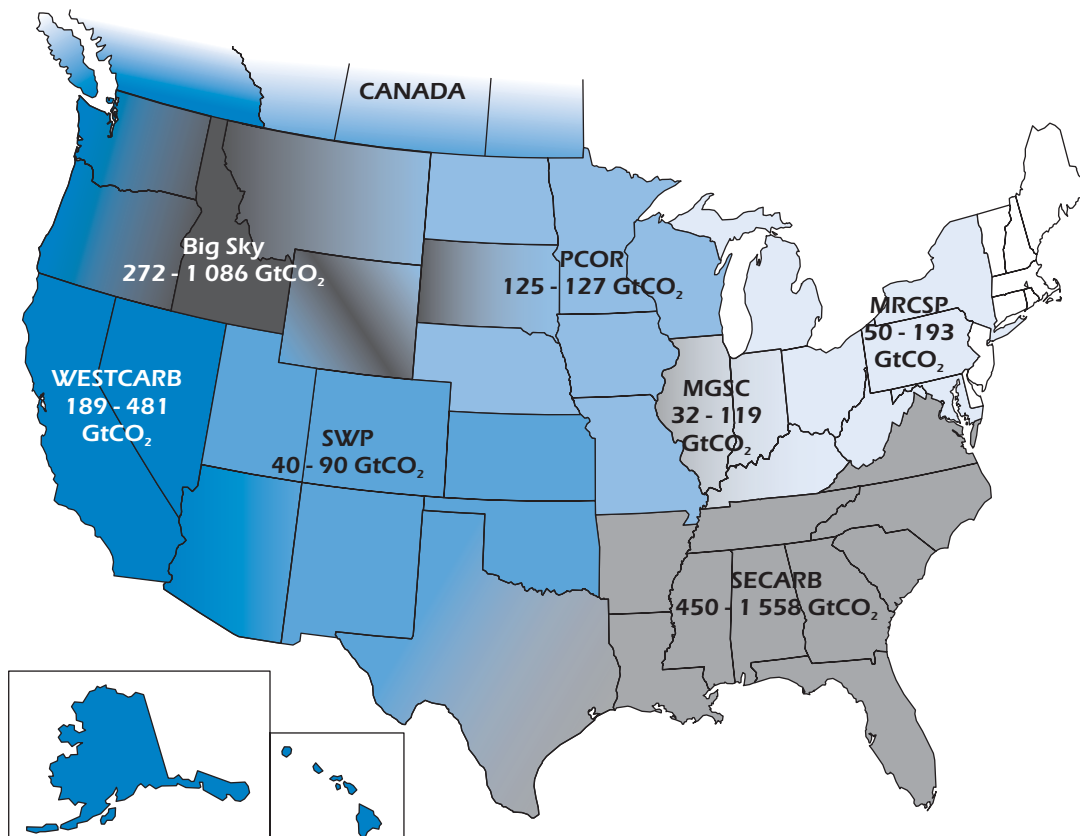 CANADA
Big Sky
272 - 1 086 GtCO₂
PCOR
125 - 127 GtCO₂
MRCSP
50 - 193
GtCO₂
WESTCARB
189 - 481
GtCO₂
MGSC
32 - 119
GtCO₂
SWP
40 - 90 GtCO₂
SECARB
450 - 1 558 GtCO₂